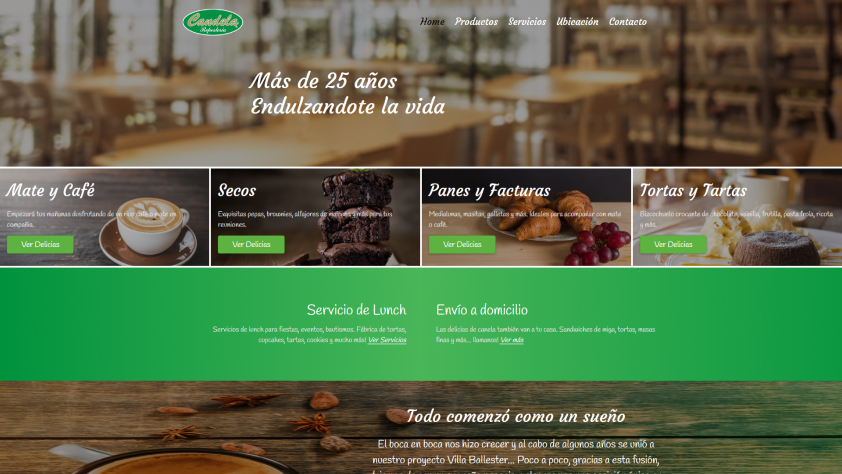 Candela
Repostería
Home Productos Servicios Ubicación Contacto
Más de 25 años
Endulzandote la vida
Mate y Café
Empezará tus mañanas disfrutando de un rico café o mate en
compañía.
Ver Delicias
Secos
Exquisitas pepas, brownies, alfajores de maicena y más para tus
reuniones.
Ver Delicias
Panes y Facturas
Medialunas, masitas, galletitas y más. Ideales para acompañar con mate
o café.
Ver Delicias
Tortas y Tartas
Bizcochuelo crocante de chocolate, vainilla, frutilla, pasta frola, ricota
y más.
Ver Delicias
Servicio de Lunch
Servicios de lunch para fiestas, eventos, bautismos. Fábrica de tortas,
cupcakes, tartas, cookies y mucho más! Ver Servicios
Envío a domicilio
Las delicias de canela también van a tu casa. Sandwiches de miga, tortas, masas
finas y más... llamanos! Ver más
Todo comenzó como un sueño
El boca en boca nos hizo crecer y al cabo de algunos años se unió a
nuestro proyecto Villa Ballester... Poco a poco, gracias a esta fusión,